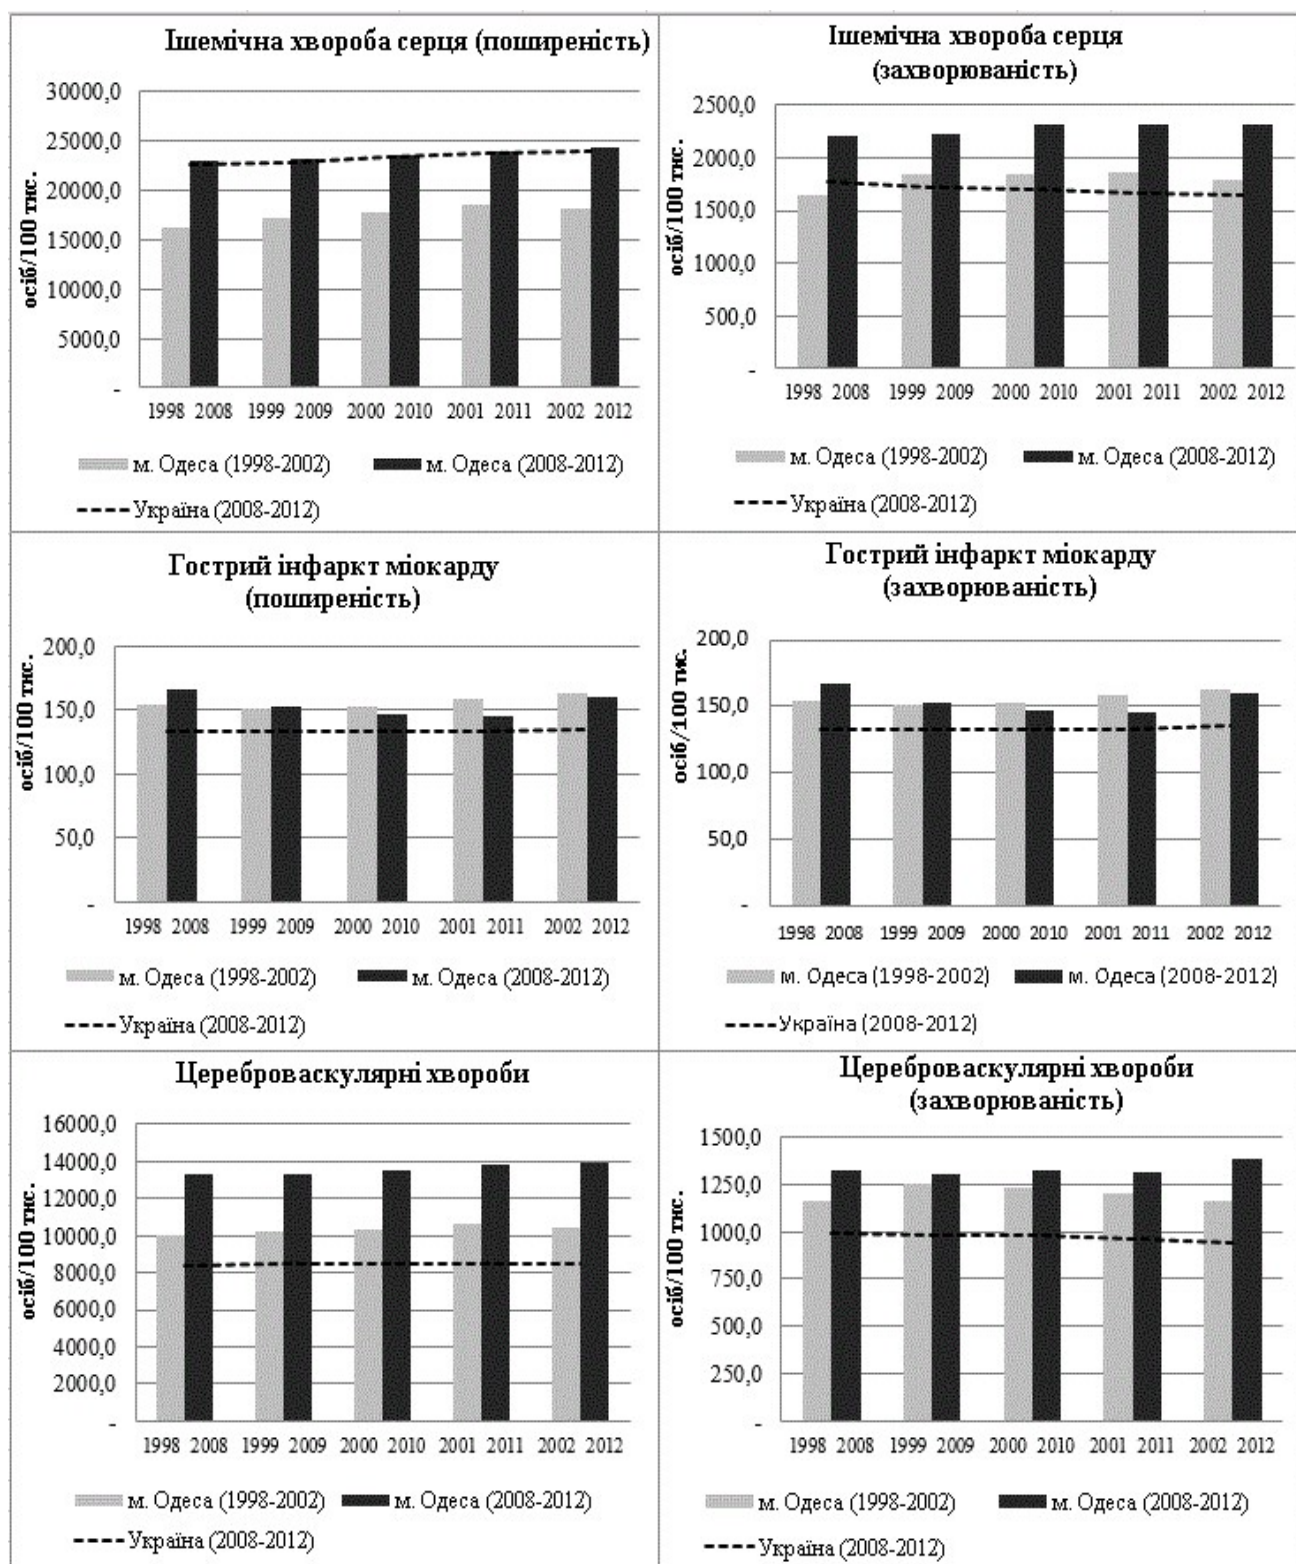 Ішемічна хвороба серця (поширеність)
осіб/100 тис.
30000,0
25000,0
20000,0
15000,0
10000,0
5000,0
-
1998 2008 1999 2009 2000 2010 2001 2011 2002 2012
м. Одеса (1998-2002) м. Одеса (2008-2012)
Україна (2008-2012)
Ішемічна хвороба серця
(захворюваність)
осіб/100 тис.
2500,0
2000,0
1500,0
1000,0
500,0
-
1998 2008 1999 2009 2000 2010 2001 2011 2002 2012
м. Одеса (1998-2002) м. Одеса (2008-2012)
Україна (2008-2012)
Гострий інфаркт міокарду
(поширеність)
осіб/100 тис.
200,0
150,0
100,0
50,0
-
1998 2008 1999 2009 2000 2010 2001 2011 2002 2012
м. Одеса (1998-2002) м. Одеса (2008-2012)
Україна (2008-2012)
Гострий інфаркт міокарду
(захворюваність)
осіб/100 тис.
200,0
150,0
100,0
50,0
-
1998 2008 1999 2009 2000 2010 2001 2011 2002 2012
м. Одеса (1998-2002) м. Одеса (2008-2012)
Україна (2008-2012)
Цереброваскулярні хвороби
осіб/100 тис.
16000,0
14000,0
12000,0
10000,0
8000,0
6000,0
4000,0
2000,0
-
1998 2008 1999 2009 2000 2010 2001 2011 2002 2012
м. Одеса (1998-2002) м. Одеса (2008-2012)
Україна (2008-2012)
Цереброваскулярні хвороби
(захворюваність)
осіб/100 тис.
1500,0
1250,0
1000,0
750,0
500,0
250,0
-
1998 2008 1999 2009 2000 2010 2001 2011 2002 2012
м. Одеса (1998-2002) м. Одеса (2008-2012)
Україна (2008-2012)